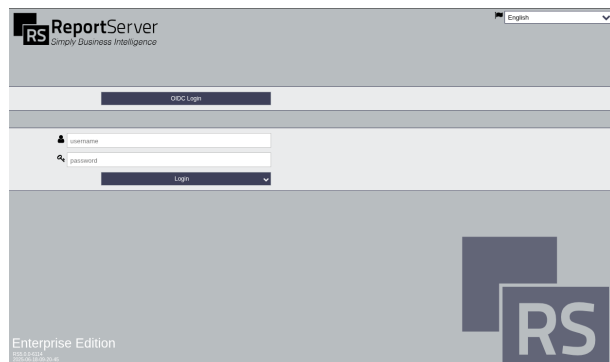 RS ReportServer
Simply Business Intelligence
English
OIDC Login
username
password
Login
RS
Enterprise Edition